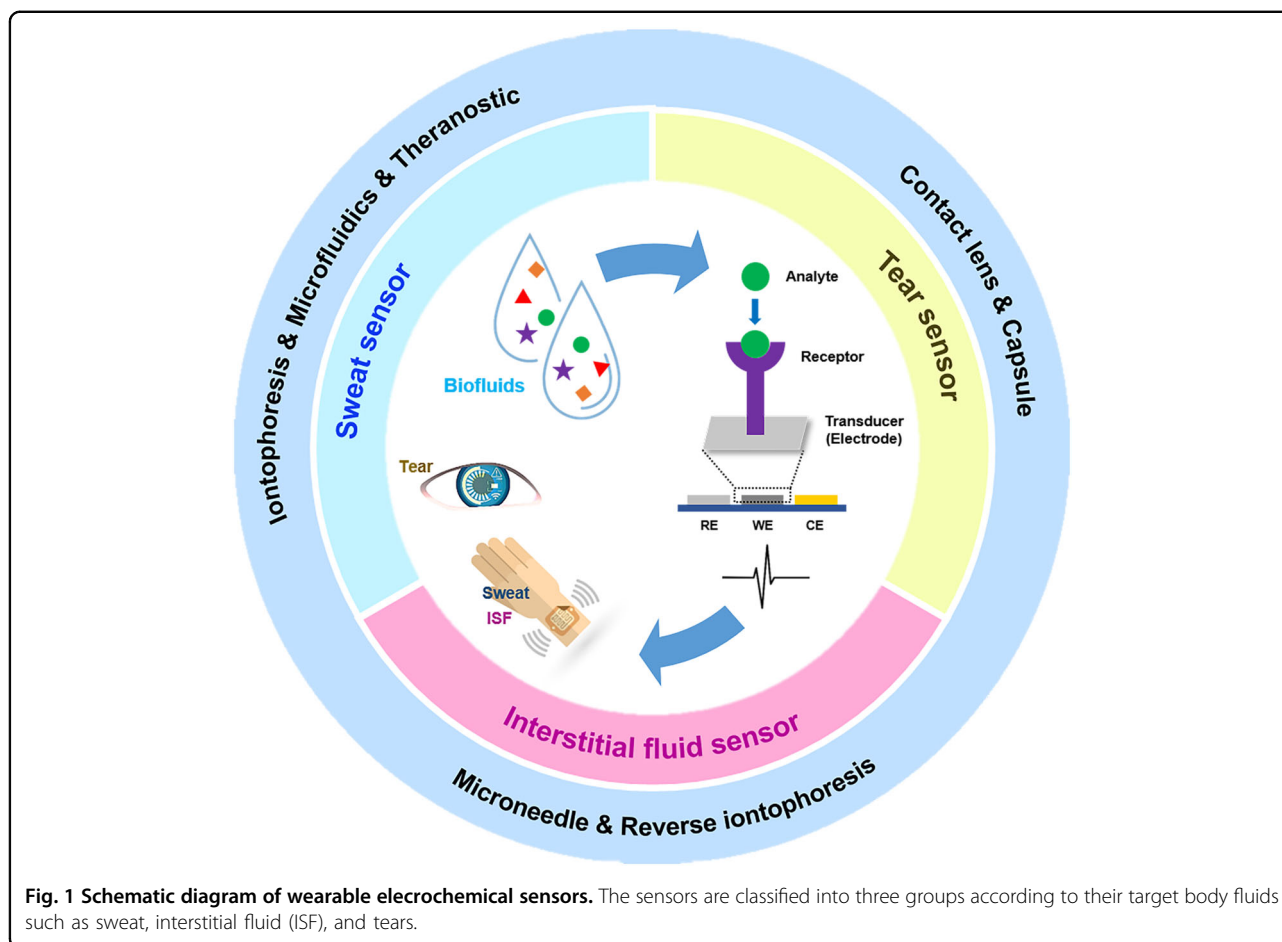 Iontophoresis & Microfluidics & Theranostic
Contact lens & Capsule
Microneedle & Reverse iontophoresis
Sweat sensor
Tear sensor
Interstitial fluid sensor
Biofluids
Analyte
Receptor
Transducer
(Electrode)
RE WE CE
Tear
Sweat
ISF
Fig. 1 Schematic diagram of wearable elecrochemical sensors. The sensors are classified into three groups according to their target body fluids
such as sweat, interstitial fluid (ISF), and tears.